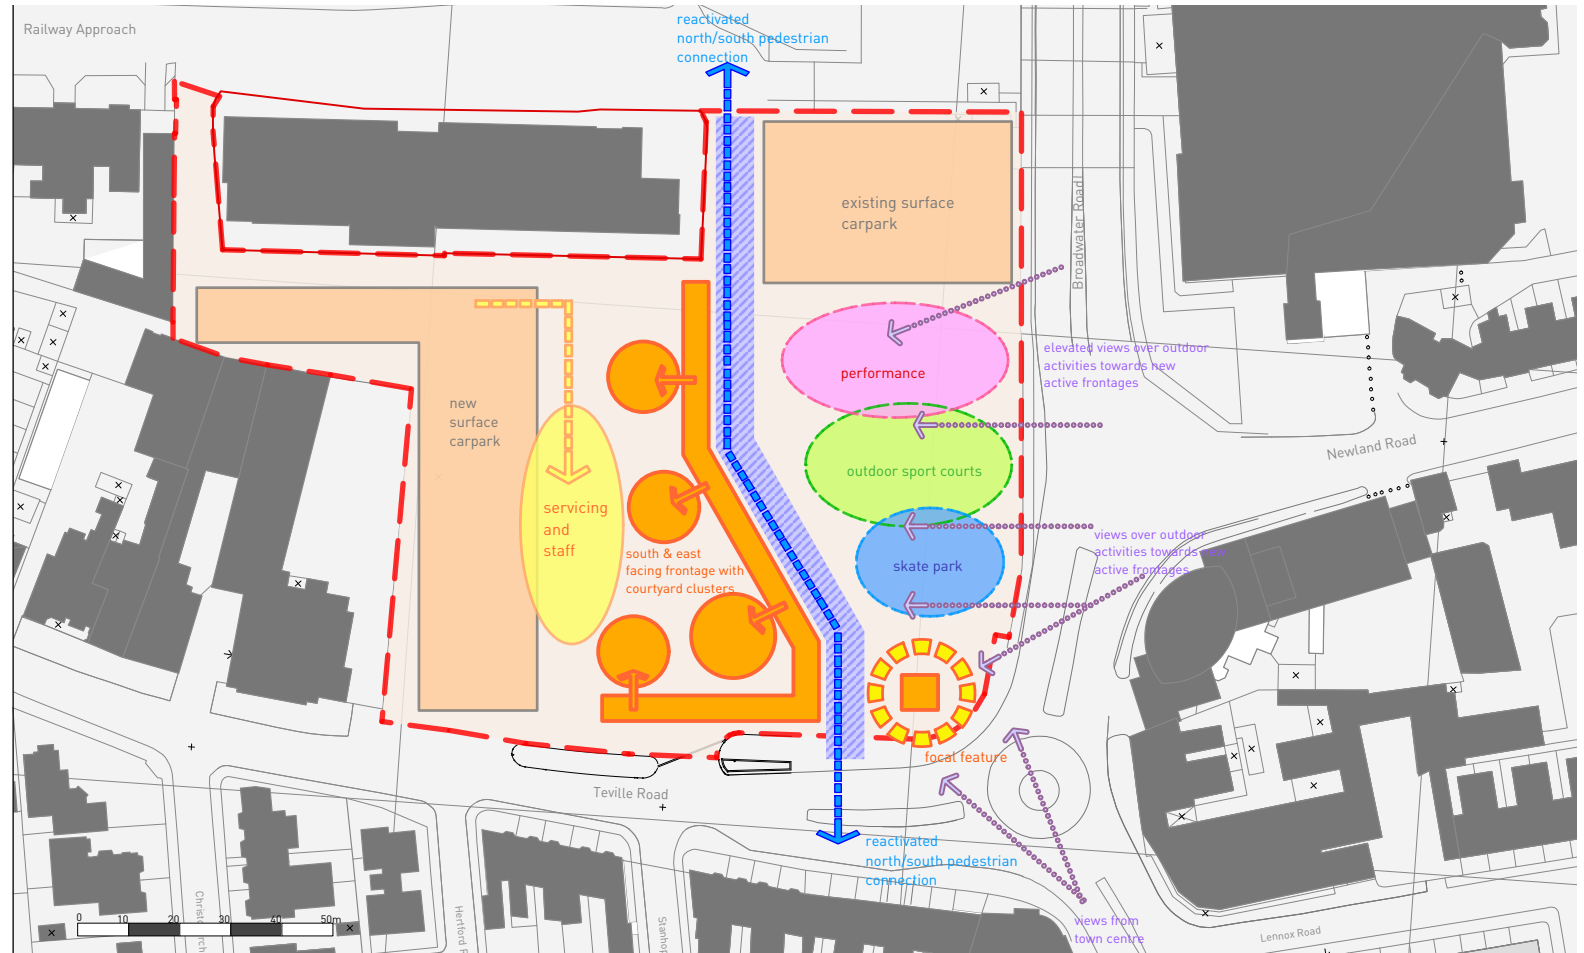 Railway Approach
reactivated
north/south pedestrian
connection
existing surface
carpark
Broadwater Road
performance
elevated views over outdoor
activities towards new
active frontages
new
surface
carpark
outdoor sport courts
Newland Road
servicing
and
staff
south & east
facing frontage with
courtyard clusters
skate park
views over outdoor
activities towards new
active frontages
focal feature
Teville Road
reactivated
north/south pedestrian
connection
views from
town centre
Lennox Road
0 10 20 30 40 50m